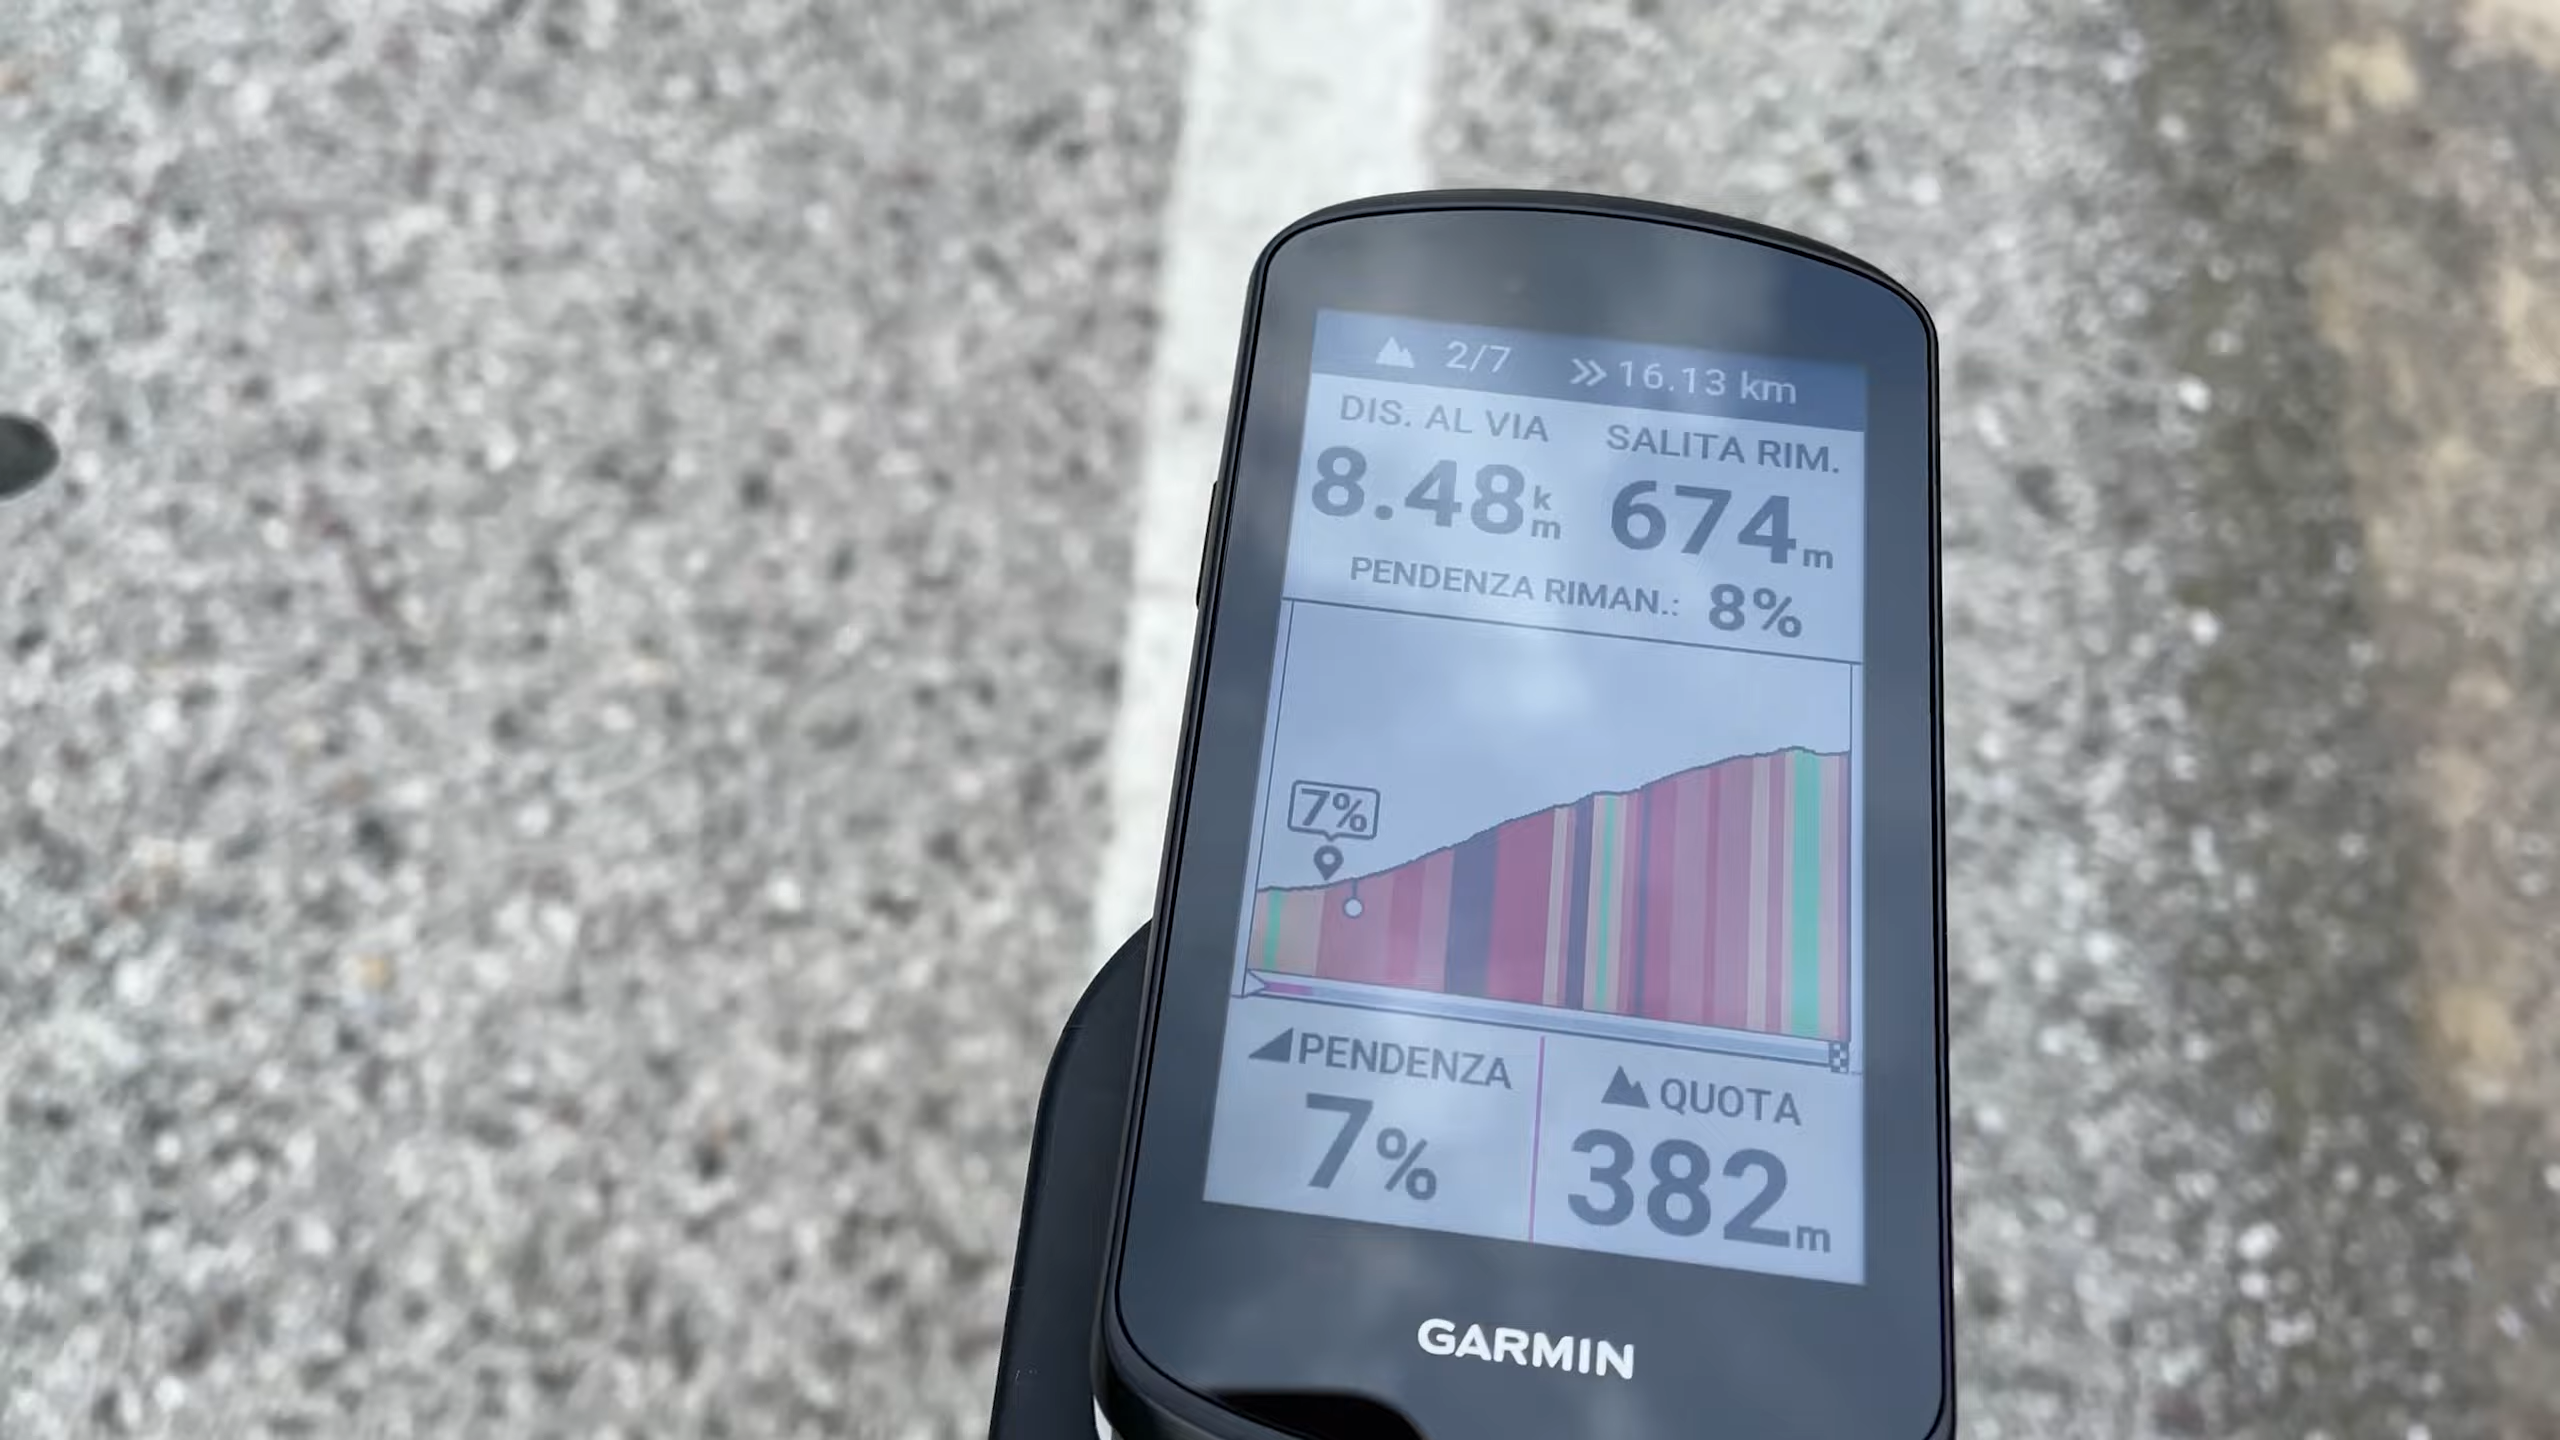 2/7 >> 16.13 km
DIS. AL VIA SALITA RIM.
8.48 km 674 m
PENDENZA RIMAN.: 8%
7%
PENDENZA QUOTA
7% 382 m
GARMIN